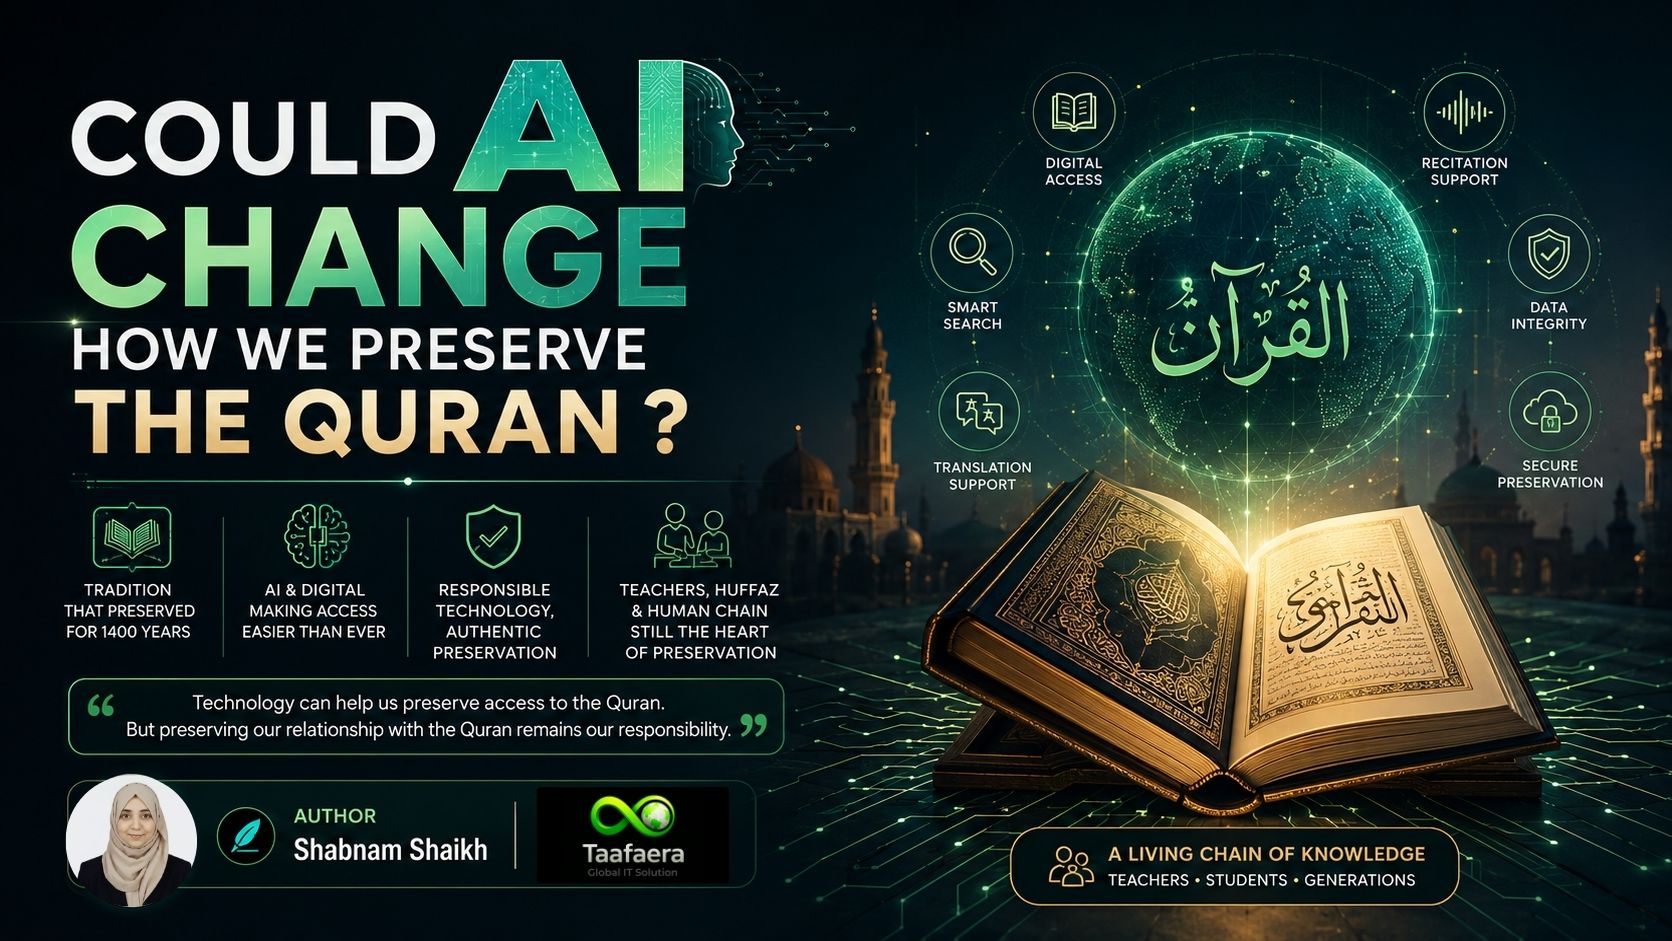 COULD AI
CHANGE
HOW WE PRESERVE
THE QURAN ?
TRADITION
THAT PRESERVED
FOR 1400 YEARS
AI & DIGITAL
MAKING ACCESS
EASIER THAN EVER
RESPONSIBLE
TECHNOLOGY,
AUTHENTIC
PRESERVATION
TEACHERS, HUFFAZ
& HUMAN CHAIN
STILL THE HEART
OF PRESERVATION
“ Technology can help us preserve access to the Quran.
But preserving our relationship with the Quran remains our responsibility. ”
AUTHOR
Shabnam Shaikh
Taafaera
Global IT Solution
DIGITAL
ACCESS
RECITATION
SUPPORT
SMART
SEARCH
DATA
INTEGRITY
TRANSLATION
SUPPORT
SECURE
PRESERVATION
القُرآنُ
A LIVING CHAIN OF KNOWLEDGE
TEACHERS • STUDENTS • GENERATIONS